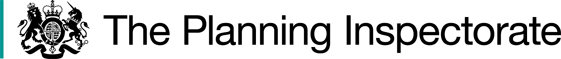 The Planning Inspectorate